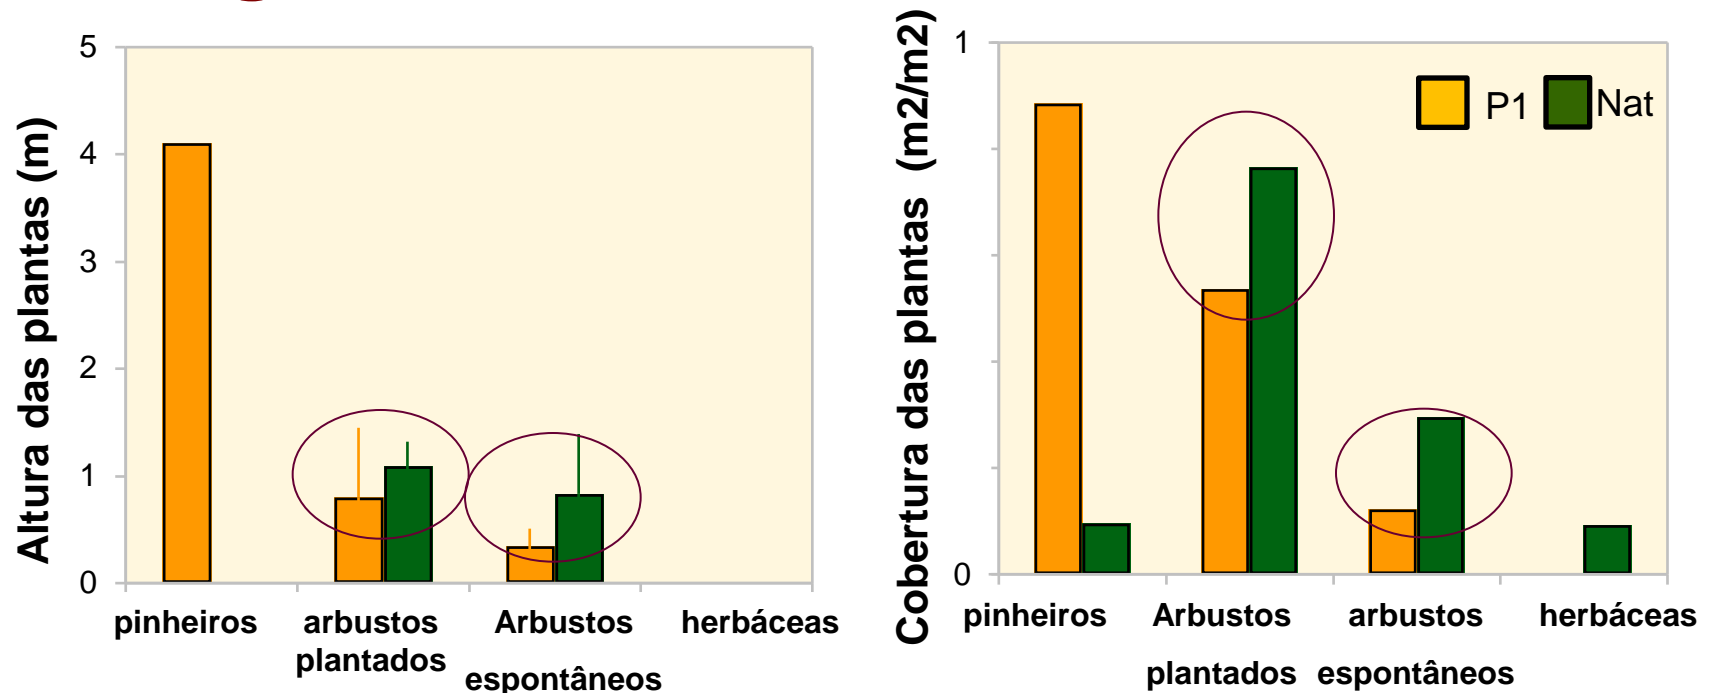 Altura das plantas (m)
5
4
3
2
1
0
pinheiros
arbustos
plantados
Arbustos
espontâneos
herbáceas
Cobertura das plantas (m2/m2)
1
0
P1
Nat
pinheiros
Arbustos
plantados
arbustos
espontâneos
herbáceas